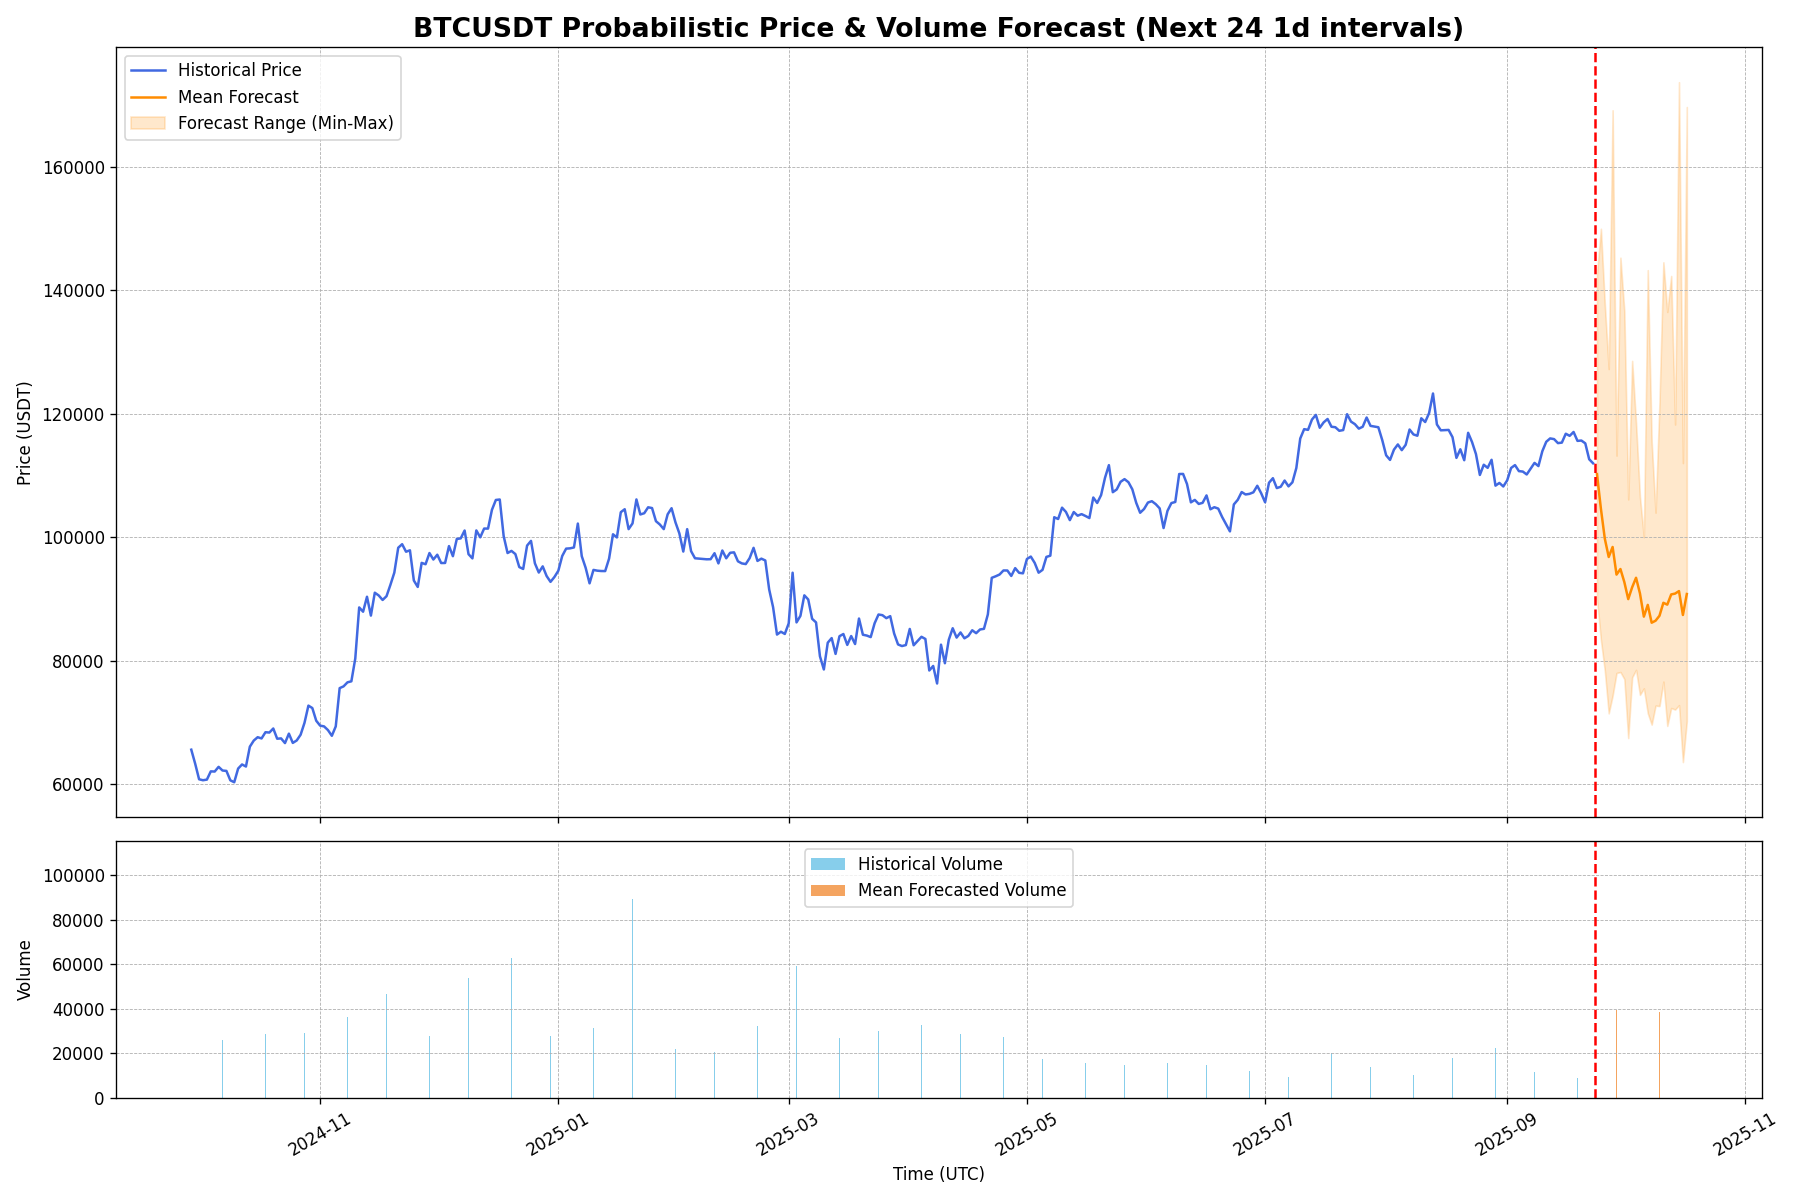 BTCUSDT Probabilistic Price & Volume Forecast (Next 24 1d intervals)
Historical Price
Mean Forecast
Forecast Range (Min-Max)
160000
140000
120000
100000
80000
60000
Price (USDT)
Historical Volume
Mean Forecasted Volume
100000
80000
60000
40000
20000
0
Volume
2024-11
2025-01
2025-03
2025-05
2025-07
2025-09
2025-11
Time (UTC)